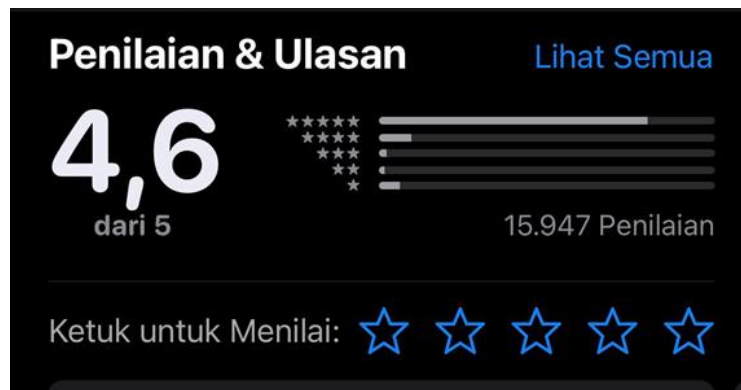 Penilaian & Ulasan Lihat Semua
4,6
dari 5
15.947 Penilaian
Ketuk untuk Menilai: